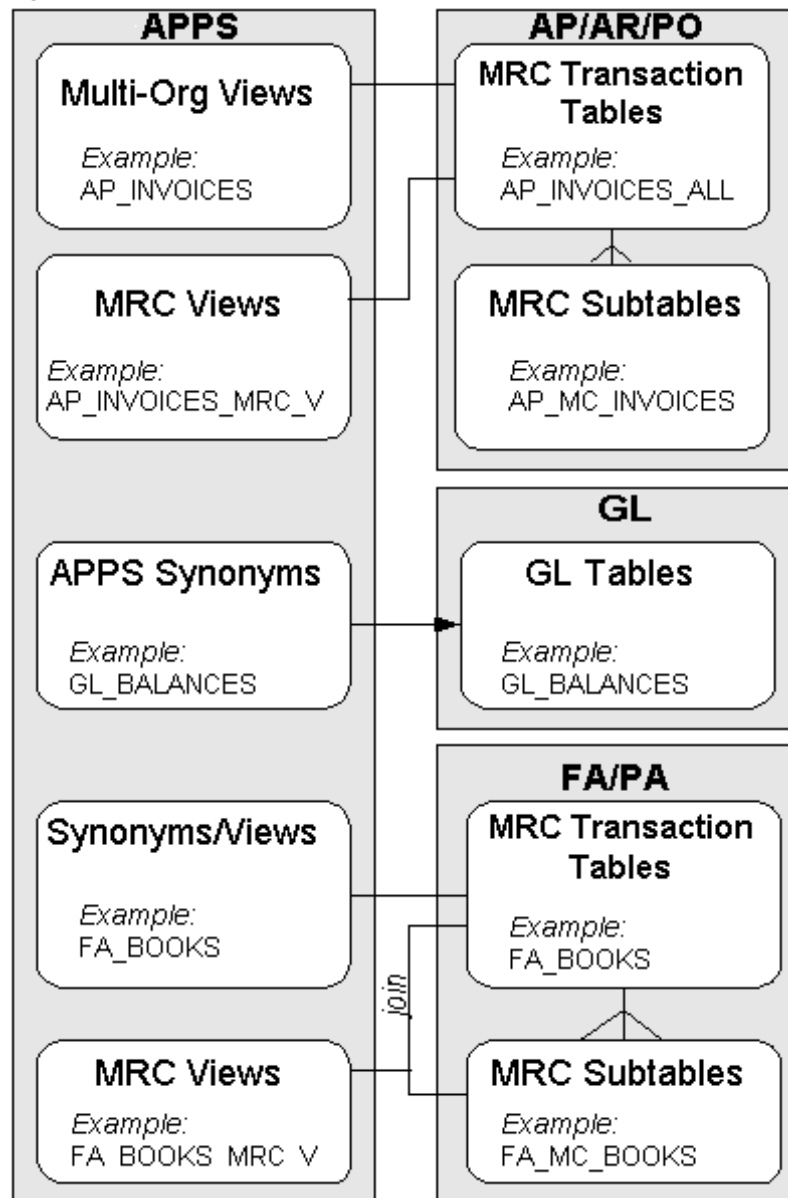 APPS
Multi-Org Views
Example:
AP_INVOICES
MRC Views
Example:
AP_INVOICES_MRC_V
APPS Synonyms
Example:
GL_BALANCES
Synonyms/Views
Example:
FA_BOOKS
MRC Views
Example:
FA_BOOKS_MRC_V
AP/AR/PO
MRC Transaction
Tables
Example:
AP_INVOICES_ALL
MRC Subtables
Example:
AP_MC_INVOICES
GL
GL Tables
Example:
GL_BALANCES
join
FA/PA
MRC Transaction
Tables
Example:
FA_BOOKS
MRC Subtables
Example:
FA_MC_BOOKS